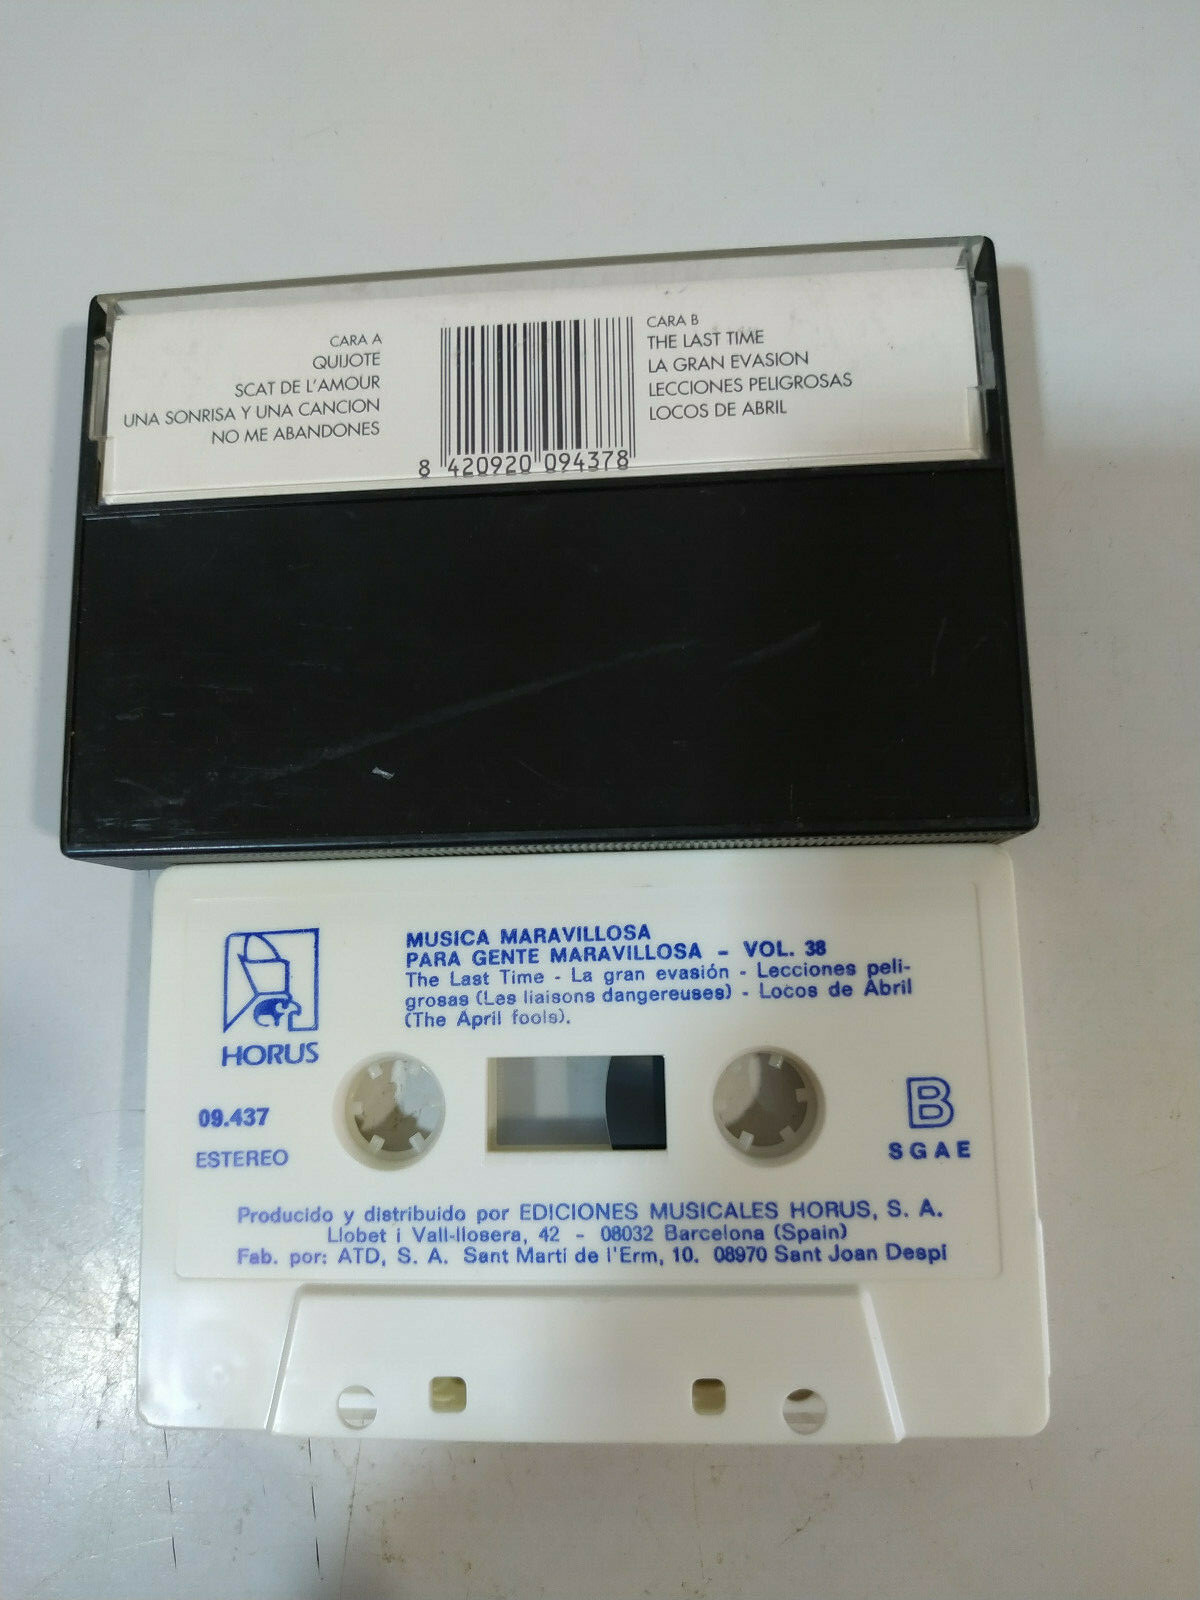 CARA A
QUIJOTE
SCAT DE L'AMOUR
UNA SONRISA Y UNA CANCION
NO ME ABANDONES
8 420920 094378
CARA B
THE LAST TIME
LA GRAN EVASION
LECCIONES PELIGROSAS
LOCOS DE ABRIL
HORUS
MUSICA MARAVILLOSA
PARA GENTE MARAVILLOSA - VOL. 38
The Last Time - La gran evasión - Lecciones peli-
grosas (Les liaisons dangereuses) - Locos de Abril
(The April fools).
09.437
ESTEREO
B
SGAE
Producido y distribuido por EDICIONES MUSICALES HORUS, S. A.
Llobet i Vall-llosera, 42 - 08032 Barcelona (Spain)
Fab. por: ATD, S. A. Sant Marti de l'Erm, 10. 08970 Sant Joan Despi